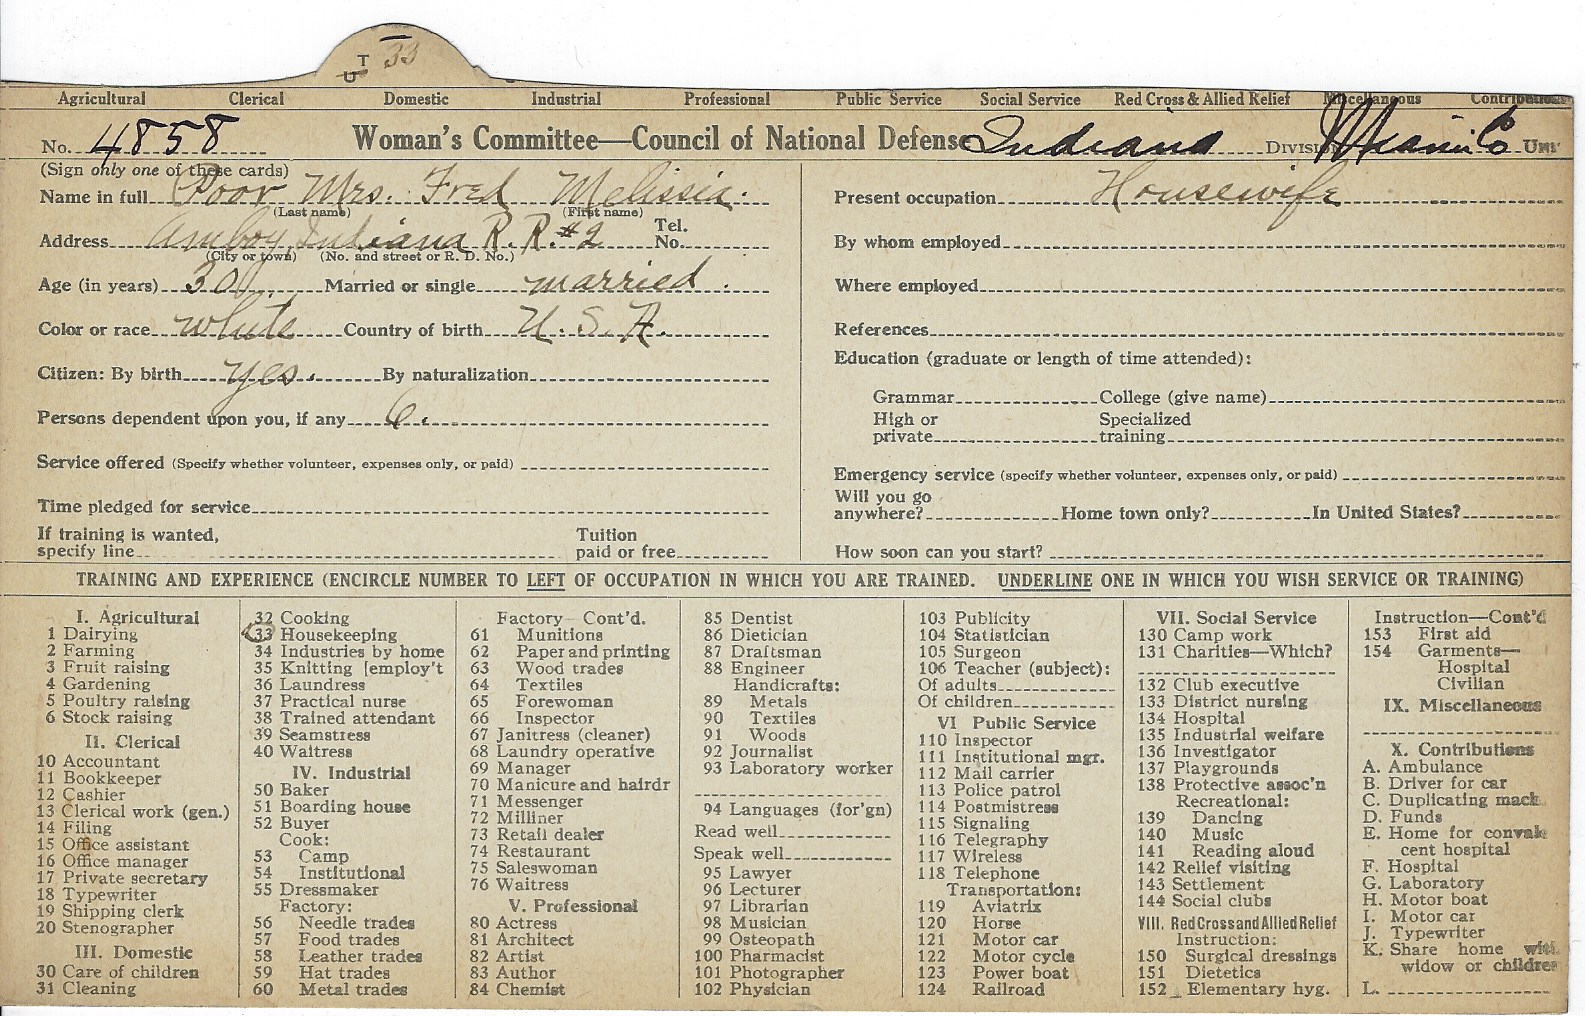 T 33
Agricultural Clerical Domestic Industrial Professional Public Service Social Service Red Cross & Allied Relief Miscellaneous Contributions
No. 4858 Woman's Committee—Council of National Defense Indiana Division Miami Co Unit
(Sign only one of these cards)
Name in full Poor Mrs. Fred Melissia.
(Last name) (First name)
Address Amboy, Indiana R. R. #2 Tel. No.
(City or town) (No. and street or R. D. No.)
Age (in years) 30 Married or single married.
Color or race white Country of birth U. S. A.
Citizen: By birth yes. By naturalization
Persons dependent upon you, if any 6.
Service offered (Specify whether volunteer, expenses only, or paid)
Time pledged for service
If training is wanted,
specify line
Tuition
paid or free
Present occupation Housewife
By whom employed
Where employed
References
Education (graduate or length of time attended):
Grammar College (give name)
High or
private
Specialized
training
Emergency service (specify whether volunteer, expenses only, or paid)
Will you go
anywhere? Home town only? In United States?
How soon can you start?
TRAINING AND EXPERIENCE (ENCIRCLE NUMBER TO LEFT OF OCCUPATION IN WHICH YOU ARE TRAINED. UNDERLINE ONE IN WHICH YOU WISH SERVICE OR TRAINING)
I. Agricultural
1 Dairying
2 Farming
3 Fruit raising
4 Gardening
5 Poultry raising
6 Stock raising
II. Clerical
10 Accountant
11 Bookkeeper
12 Cashier
13 Clerical work (gen.)
14 Filing
15 Office assistant
16 Office manager
17 Private secretary
18 Typewriter
19 Shipping clerk
20 Stenographer
III. Domestic
30 Care of children
31 Cleaning
32 Cooking
33 Housekeeping
34 Industries by home
35 Knitting [employ't
36 Laundress
37 Practical nurse
38 Trained attendant
39 Seamstress
40 Waitress
IV. Industrial
50 Baker
51 Boarding house
52 Buyer
Cook:
53 Camp
54 Institutional
55 Dressmaker
Factory:
56 Needle trades
57 Food trades
58 Leather trades
59 Hat trades
60 Metal trades
Factory—Cont'd.
61 Munitions
62 Paper and printing
63 Wood trades
64 Textiles
65 Forewoman
66 Inspector
67 Janitress (cleaner)
68 Laundry operative
69 Manager
70 Manicure and hairdr
71 Messenger
72 Milliner
73 Retail dealer
74 Restaurant
75 Saleswoman
76 Waitress
V. Professional
80 Actress
81 Architect
82 Artist
83 Author
84 Chemist
85 Dentist
86 Dietician
87 Draftsman
88 Engineer
Handicrafts:
89 Metals
90 Textiles
91 Woods
92 Journalist
93 Laboratory worker
94 Languages (for'gn)
Read well
Speak well
95 Lawyer
96 Lecturer
97 Librarian
98 Musician
99 Osteopath
100 Pharmacist
101 Photographer
102 Physician
103 Publicity
104 Statistician
105 Surgeon
106 Teacher (subject):
Of adults
Of children
VI Public Service
110 Inspector
111 Institutional mgr.
112 Mail carrier
113 Police patrol
114 Postmistress
115 Signaling
116 Telegraphy
117 Wireless
118 Telephone
Transportation:
119 Aviatrix
120 Horse
121 Motor car
122 Motor cycle
123 Power boat
124 Railroad
VII. Social Service
130 Camp work
131 Charities—Which?
132 Club executive
133 District nursing
134 Hospital
135 Industrial welfare
136 Investigator
137 Playgrounds
138 Protective assoc'n
Recreational:
139 Dancing
140 Music
141 Reading aloud
142 Relief visiting
143 Settlement
144 Social clubs
VIII. Red Cross and Allied Relief
Instruction:
150 Surgical dressings
151 Dietetics
152 Elementary hyg.
Instruction—Cont'd
153 First aid
154 Garments—
Hospital
Civilian
IX. Miscellaneous
X. Contributions
A. Ambulance
B. Driver for car
C. Duplicating mach.
D. Funds
E. Home for convales
cent hospital
F. Hospital
G. Laboratory
H. Motor boat
I. Motor car
J. Typewriter
K. Share home with
widow or children
L.